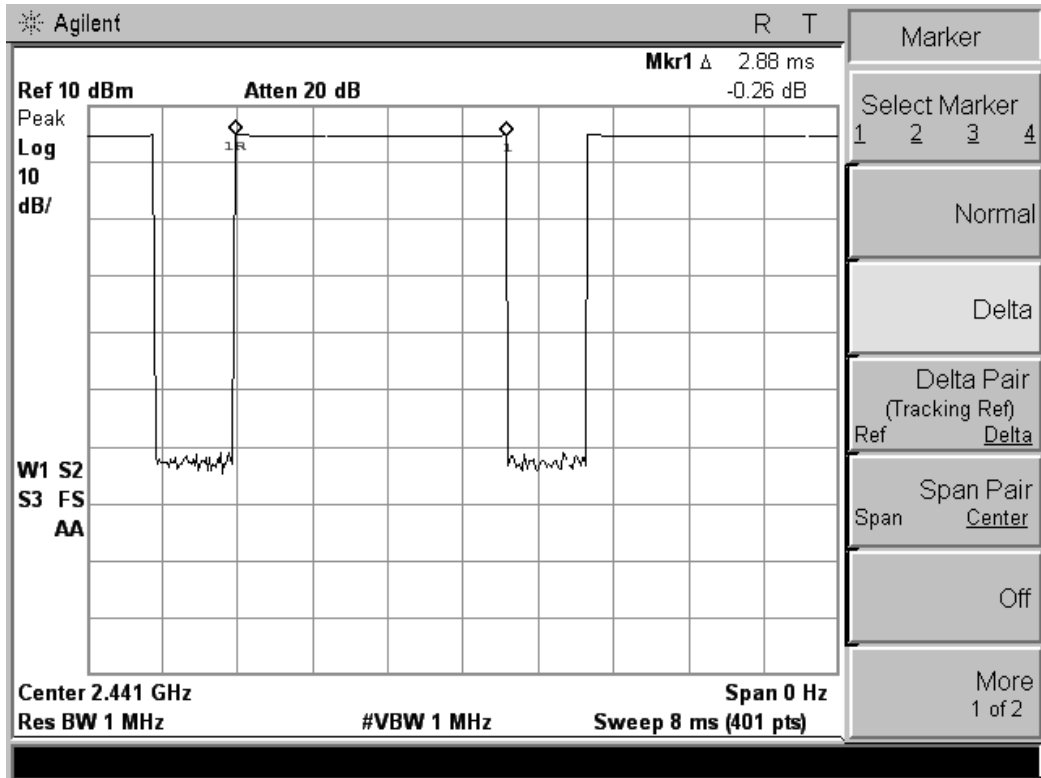 Agilent R T
Mkr1 Δ 2.88 ms
Ref 10 dBm Atten 20 dB -0.26 dB
Peak
Log
10
dB/
1R
1
W1 S2
S3 FS
AA
Center 2.441 GHz Span 0 Hz
Res BW 1 MHz #VBW 1 MHz Sweep 8 ms (401 pts)
Marker
Select Marker
1 2 3 4
Normal
Delta
Delta Pair
(Tracking Ref)
Ref Delta
Span Pair
Span Center
Off
More
1 of 2